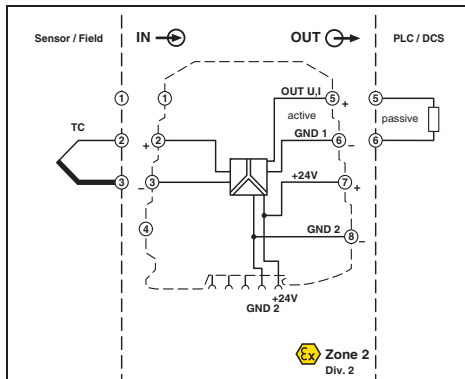 Sensor / Field
IN
OUT
PLC / DCS
1
1
OUT U,I
5
+
5
active
passive
TC
GND 1
2
+
2
6
–
6
+24V
3
–
3
7
+
4
GND 2
8
–
+24V
GND 2
Ex
Zone 2
Div. 2